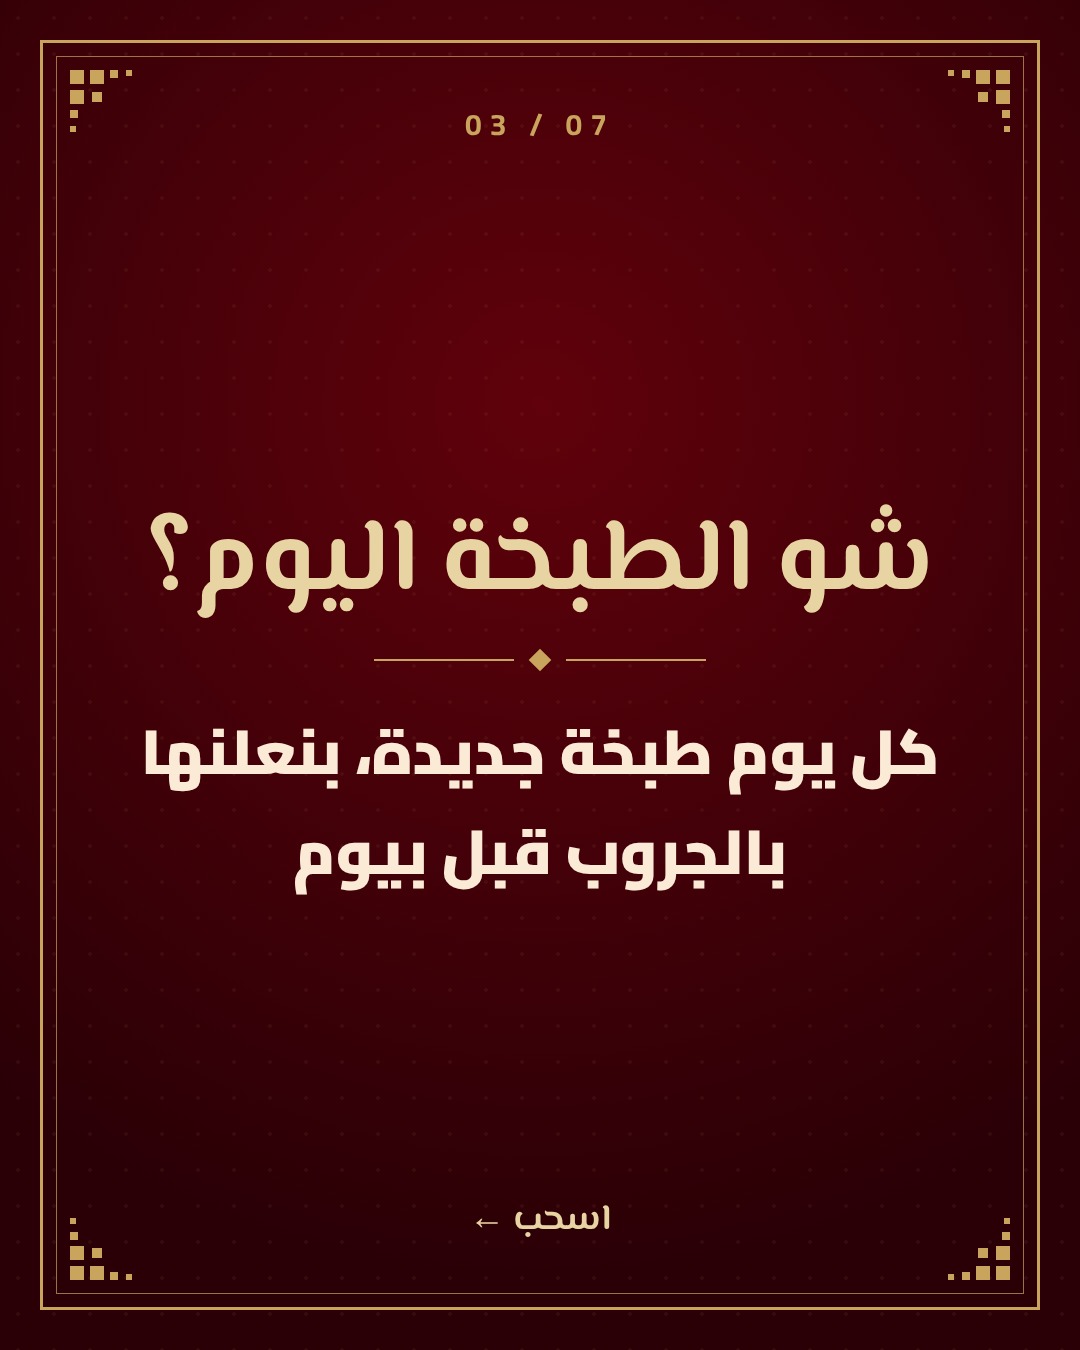 03 / 07
شو الطبخة اليوم؟
كل يوم طبخة جديدة، بنعلنها
بالجروب قبل بيوم
اسحب ←